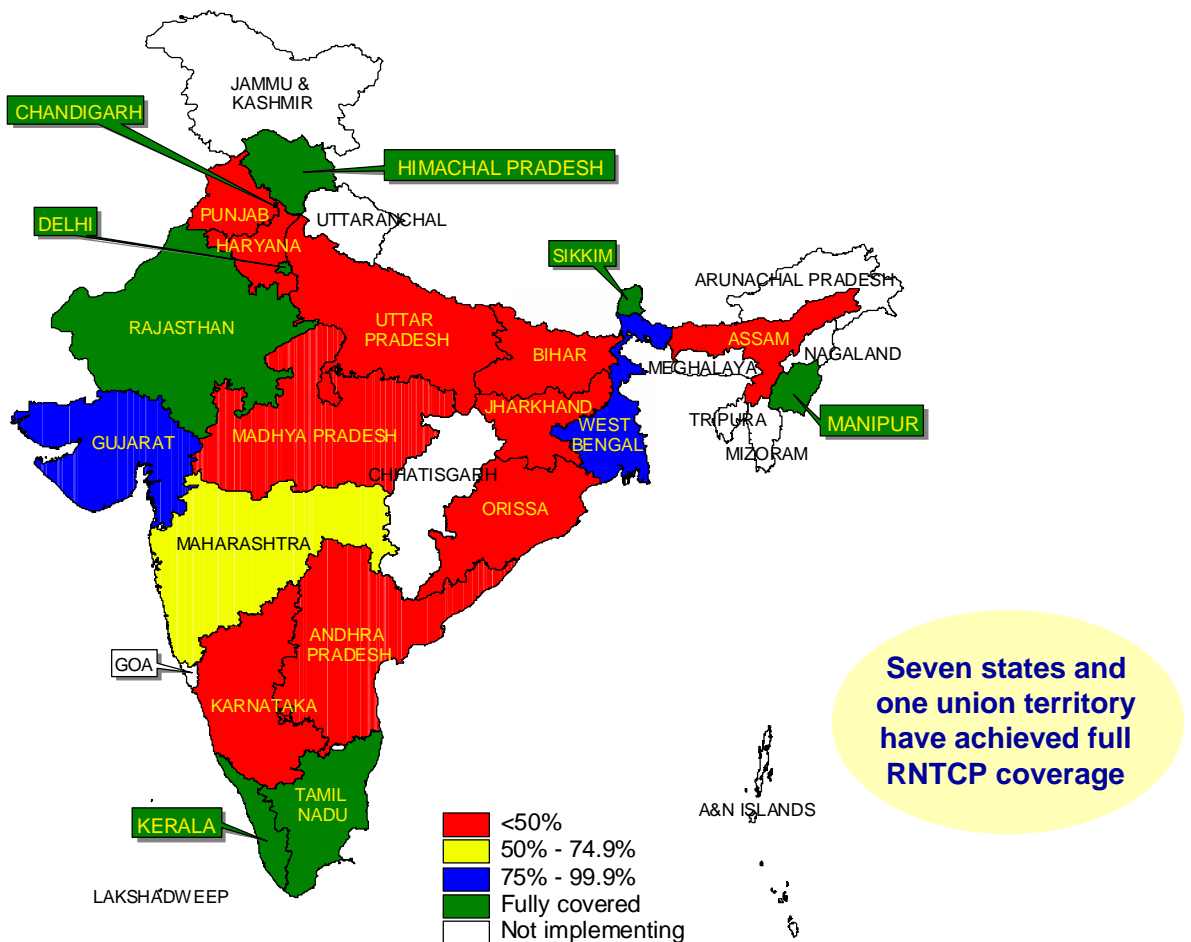 JAMMU &
KASHMIR
CHANDIGARH
HIMACHAL PRADESH
PUNJAB
UTTARANCHAL
DELHI
HARYANA
SIKKIM
ARUNACHAL PRADESH
RAJASTHAN
UTTAR
PRADESH
BIHAR
ASSAM
NAGALAND
MEGHALAYA
JHARKHAND
TRIPURA
MANIPUR
GUJARAT
MADHYA PRADESH
WEST
BENGAL
MIZORAM
CHHATISGARH
ORISSA
MAHARASHTRA
ANDHRA
PRADESH
GOA
KARNATAKA
Seven states and
one union territory
have achieved full
RNTCP coverage
TAMIL
NADU
A&N ISLANDS
KERALA
LAKSHADWEEP
<50%
50% - 74.9%
75% - 99.9%
Fully covered
Not implementing